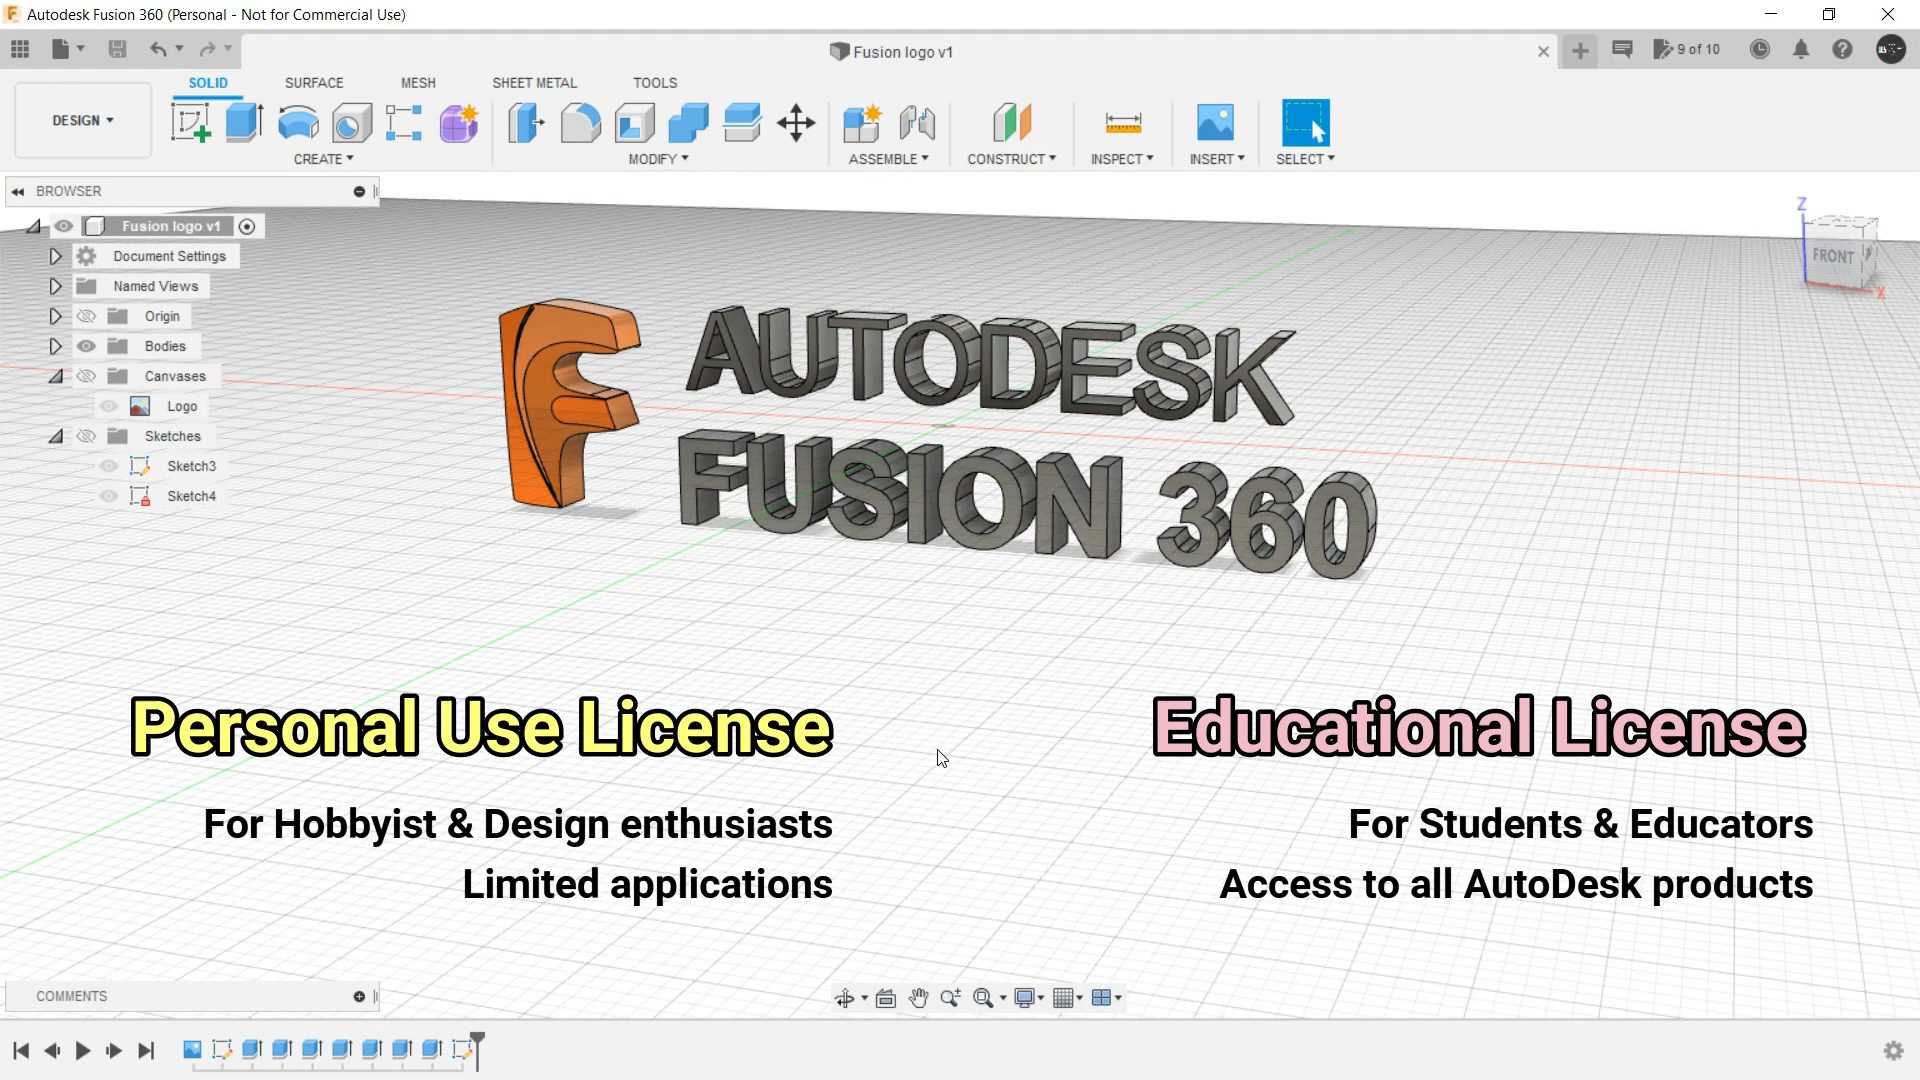 Autodesk Fusion 360 (Personal - Not for Commercial Use)
Fusion logo v1
9 of 10
SOLID SURFACE MESH SHEET METAL TOOLS
DESIGN
CREATE MODIFY ASSEMBLE CONSTRUCT INSPECT INSERT SELECT
BROWSER
Fusion logo v1
Document Settings
Named Views
Origin
Bodies
Canvases
Logo
Sketches
Sketch3
Sketch4
Z
FRONT
X
F
AUTODESK
FUSION 360
Personal Use License
For Hobbyist & Design enthusiasts
Limited applications
Educational License
For Students & Educators
Access to all AutoDesk products
COMMENTS